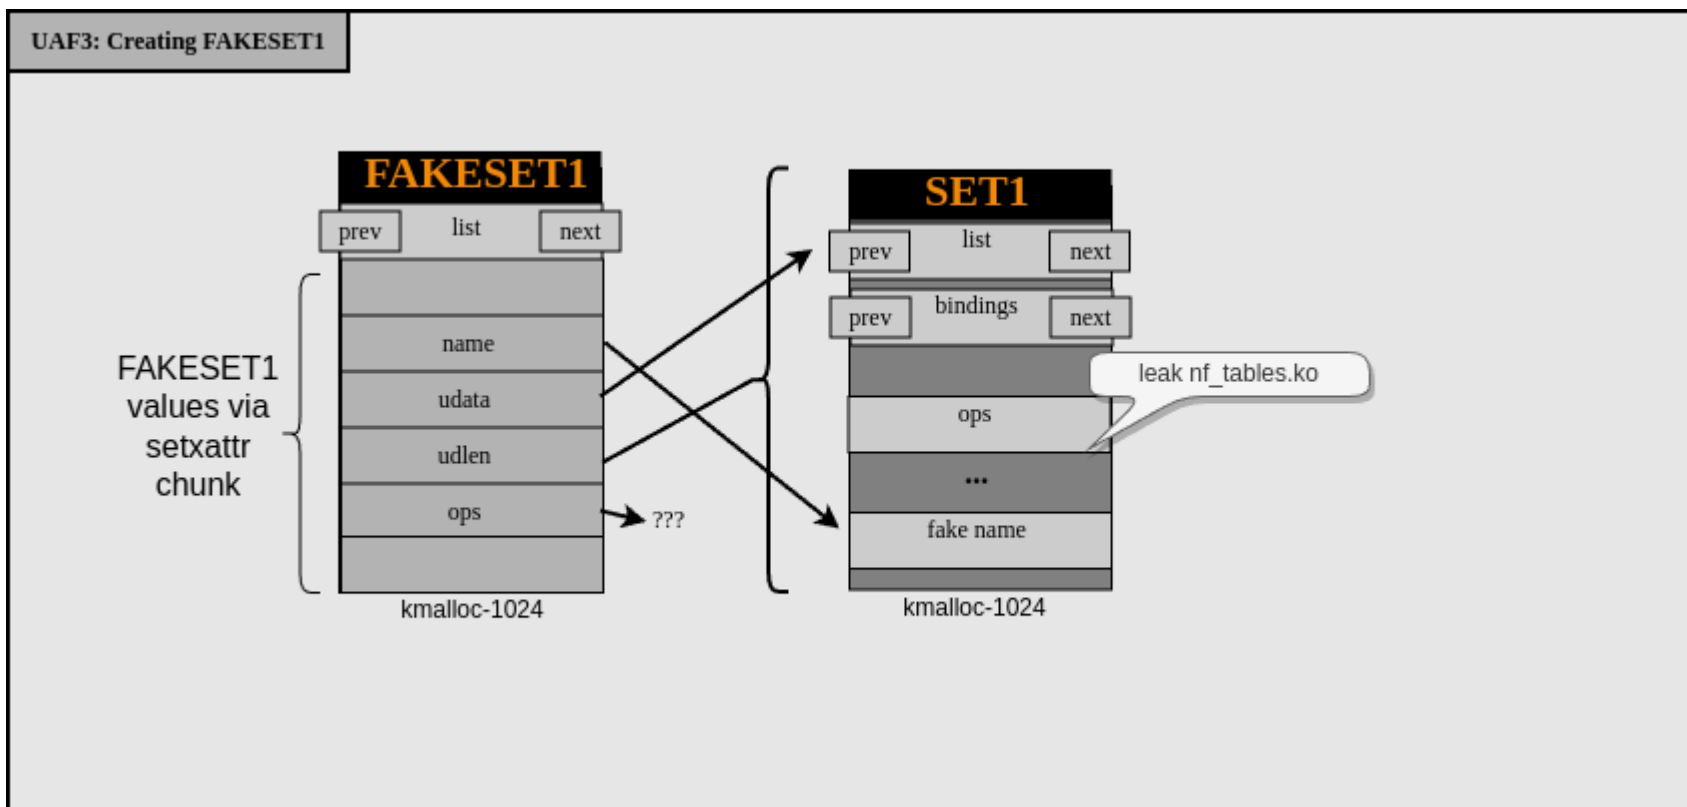 UAF3: Creating FAKESET1
FAKESET1
prev
list
next
name
udata
udlen
ops
???
kmalloc-1024
FAKESET1
values via
setxattr
chunk
SET1
prev
list
next
prev
bindings
next
leak nf_tables.ko
ops
...
fake name
kmalloc-1024